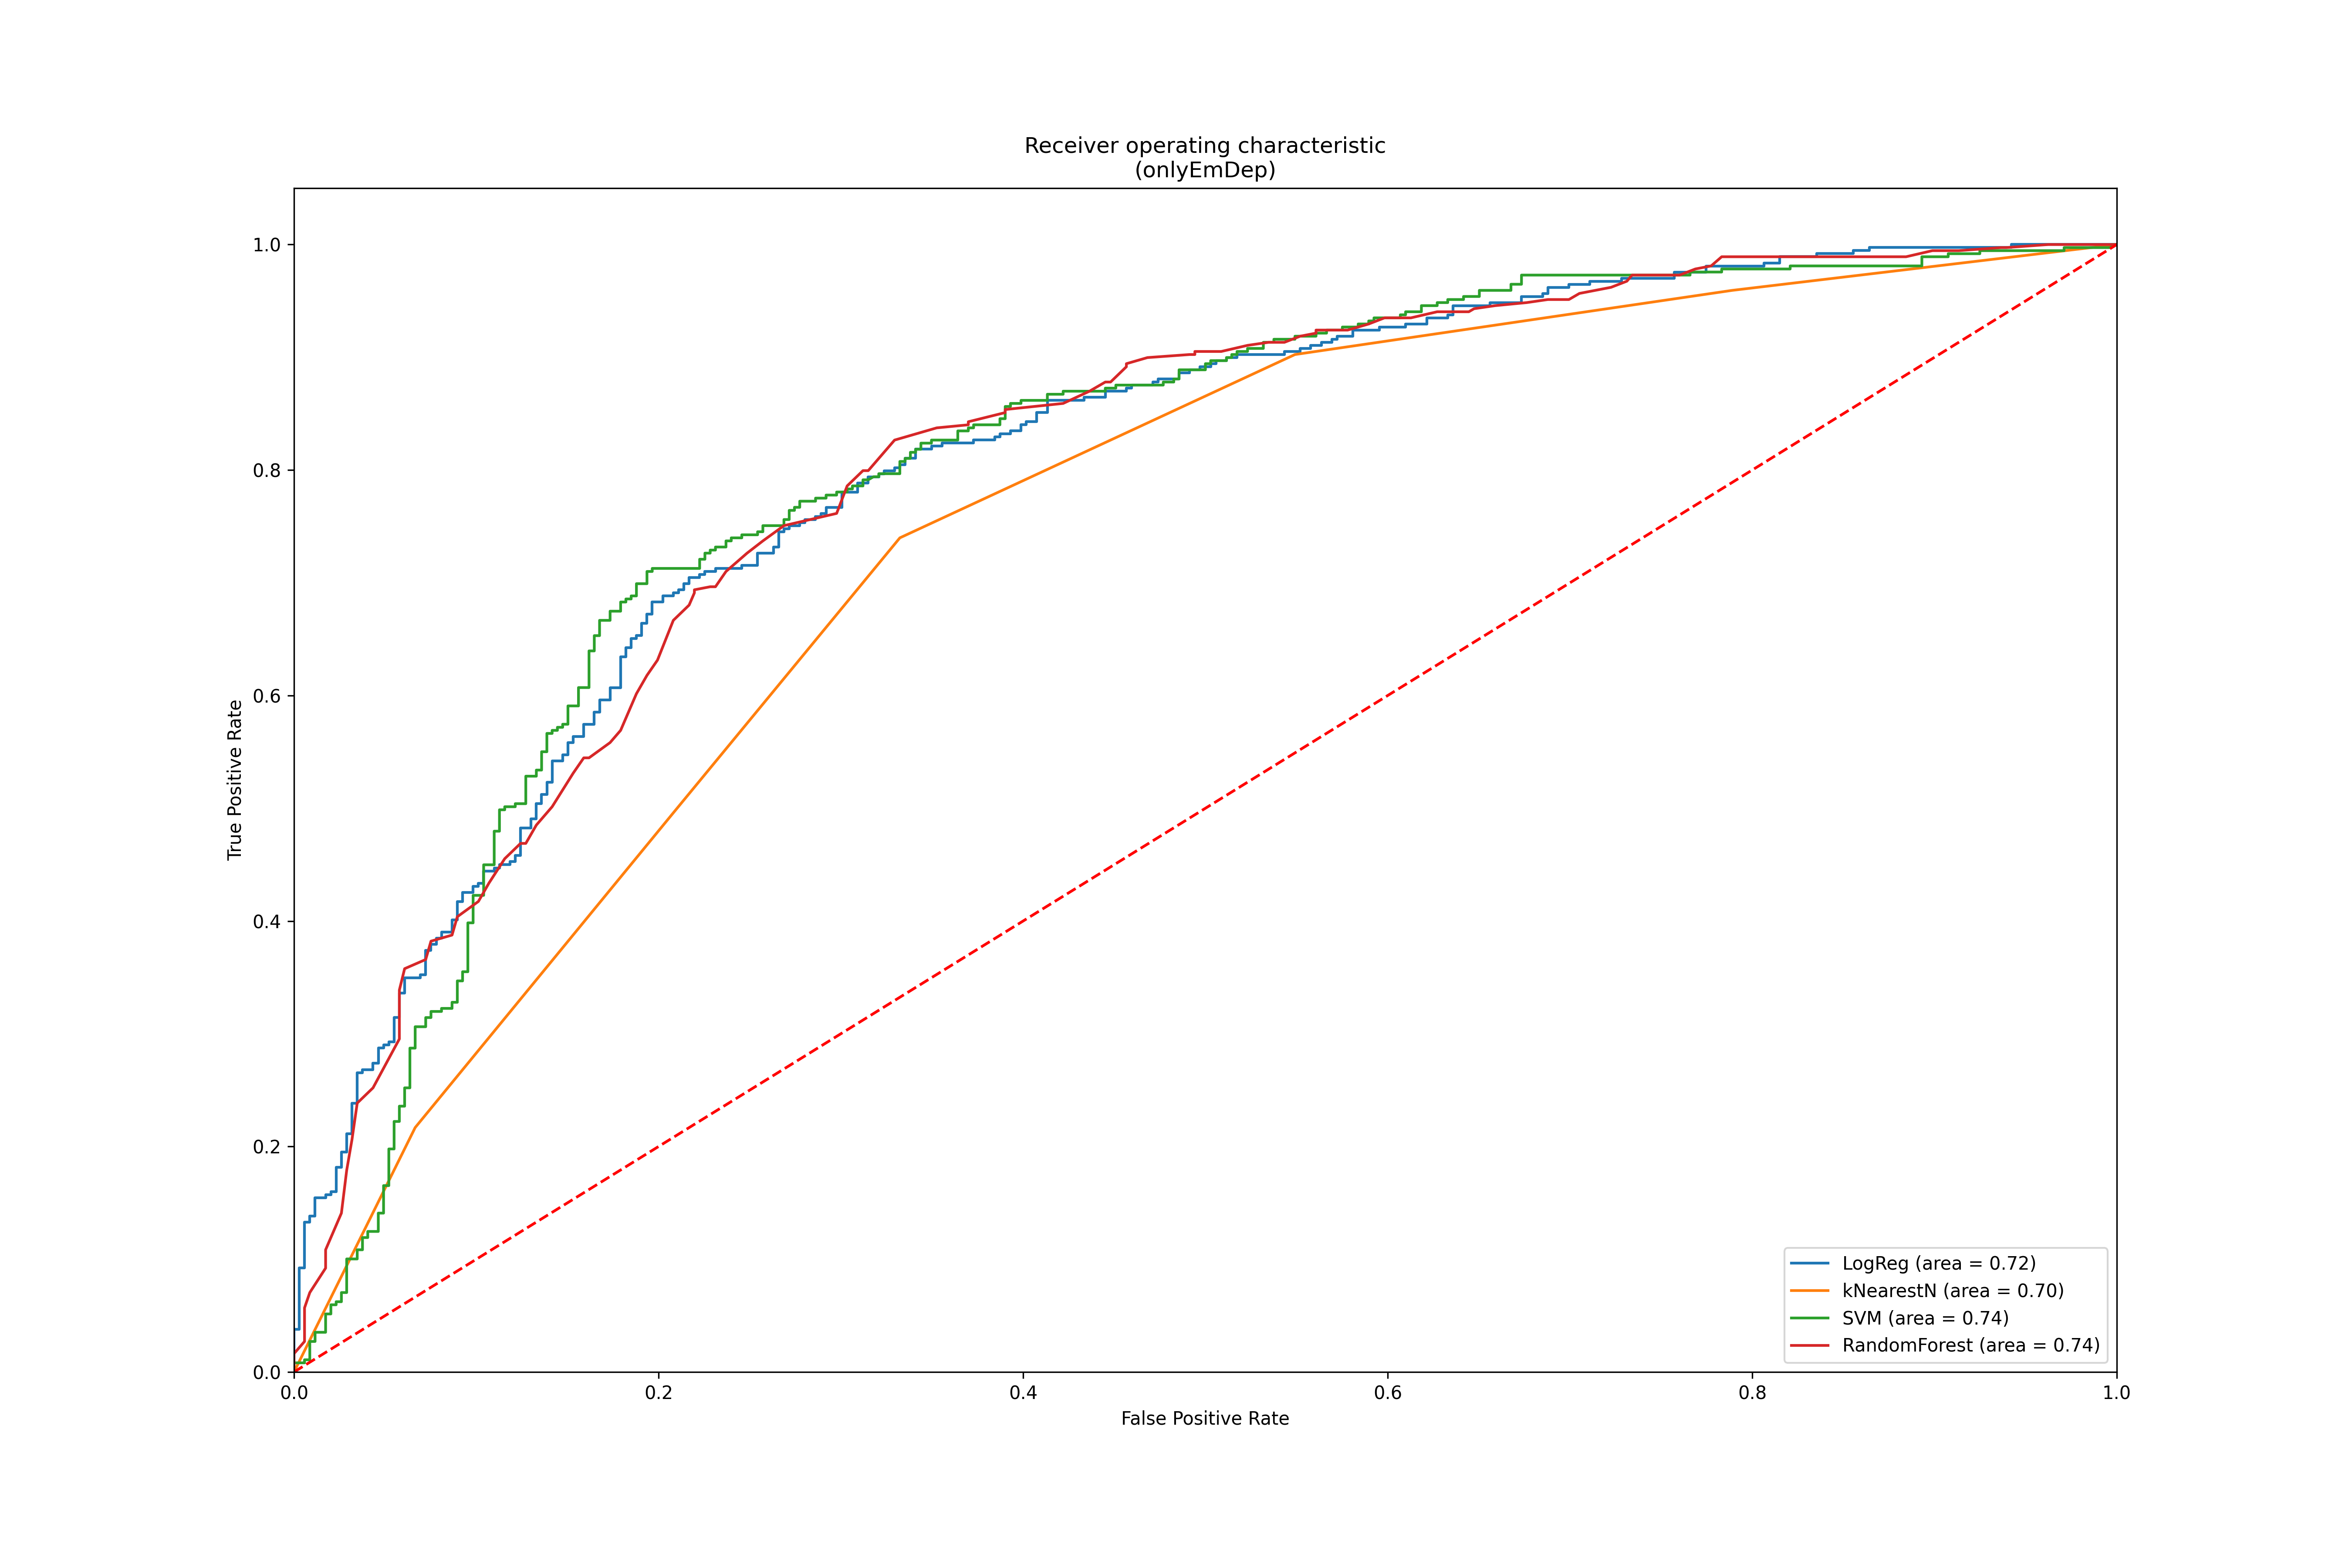 Receiver operating characteristic
(onlyEmDep)
True Positive Rate
1.0
0.8
0.6
0.4
0.2
0.0
0.0 0.2 0.4 0.6 0.8 1.0
False Positive Rate
LogReg (area = 0.72)
kNearestN (area = 0.70)
SVM (area = 0.74)
RandomForest (area = 0.74)